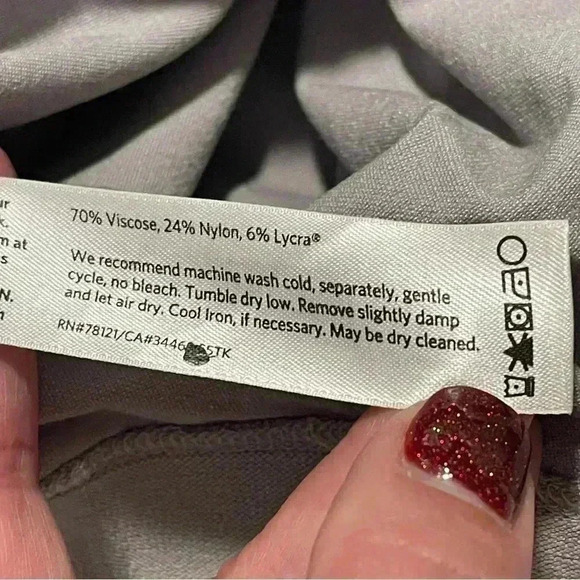 m at
N,
70% Viscose, 24% Nylon, 6% Lycra®
We recommend machine wash cold, separately, gentle
cycle, no bleach. Tumble dry low. Remove slightly damp
and let air dry. Cool Iron, if necessary. May be dry cleaned.
RN#78121/CA#3446